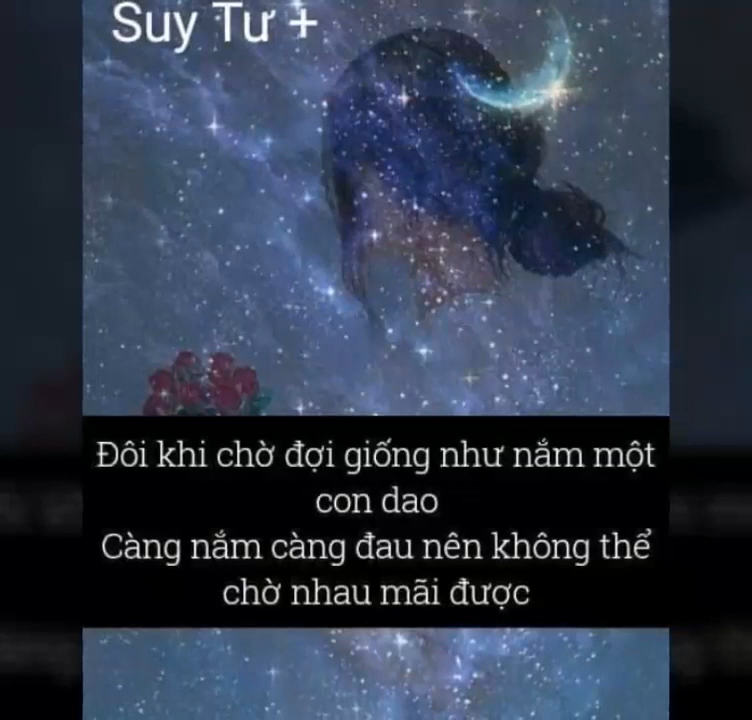 Suy Tư +
Đôi khi chờ đợi giống như nắm một
con dao
Càng nắm càng đau nên không thể
chờ nhau mãi được